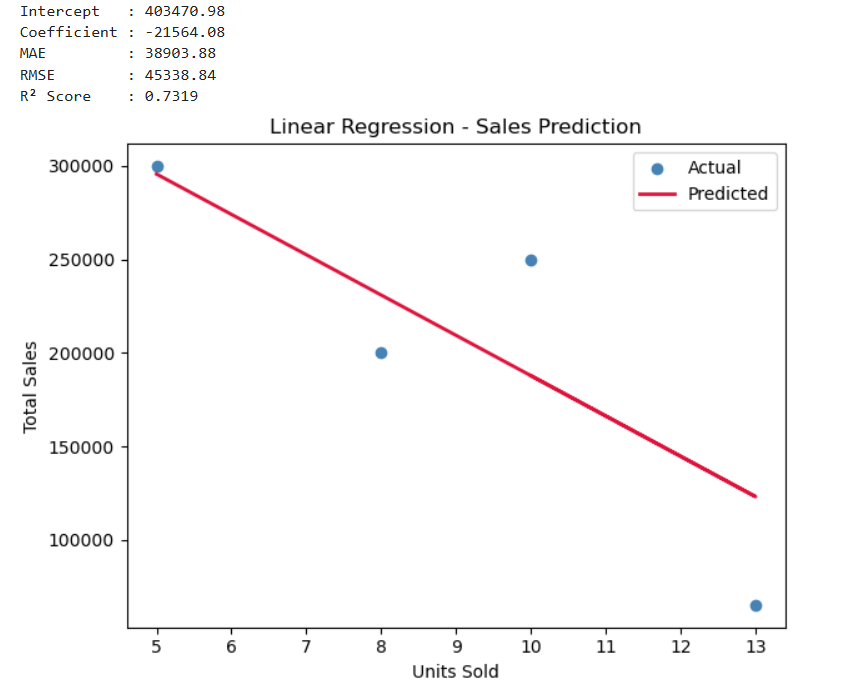 Intercept   : 403470.98
Coefficient : -21564.08
MAE         : 38903.88
RMSE        : 45338.84
R² Score    : 0.7319
Linear Regression - Sales Prediction
300000
250000
200000
150000
100000
Total Sales
Actual
Predicted
5 6 7 8 9 10 11 12 13
Units Sold